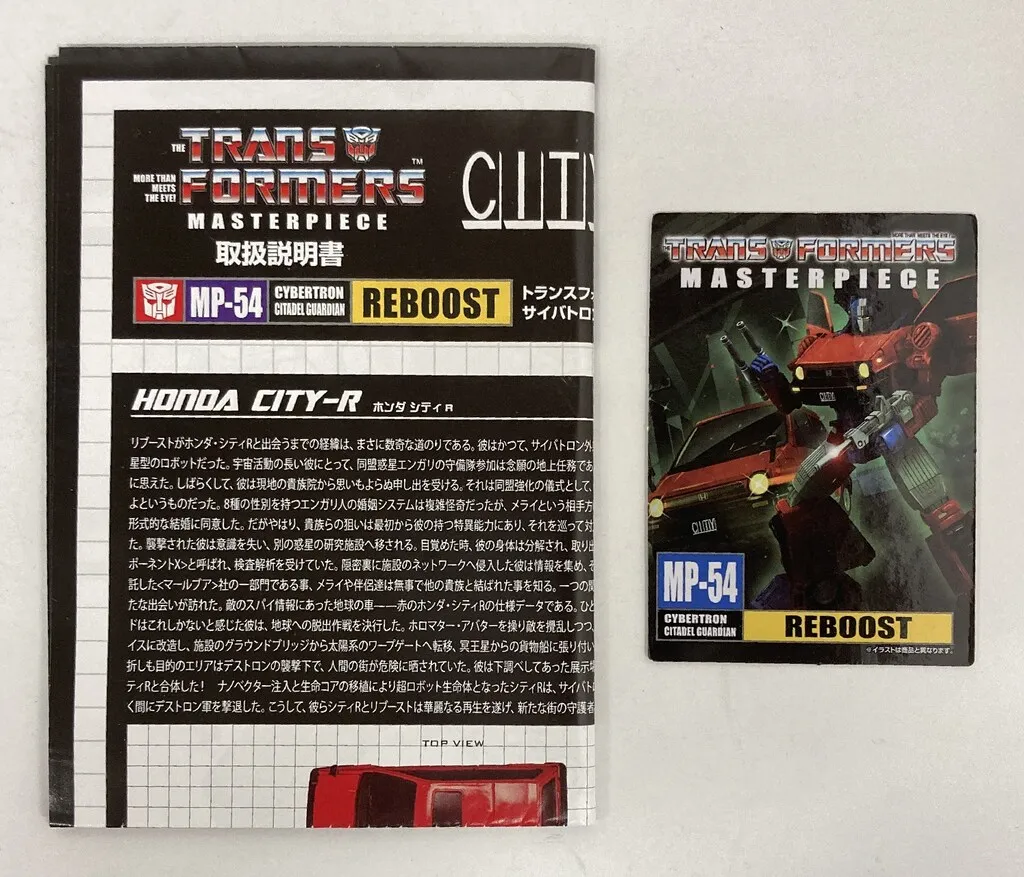 THE
TRANSFORMERS™
MORE THAN
MEETS
THE EYE!
MASTERPIECE
取扱説明書
CITY
MP-54
CYBERTRON
CITADEL GUARDIAN
REBOOST
トランスフォ
サイバトロン
HONDA CITY-R ホンダ シティ R
リブーストがホンダ・シティRと出会うまでの経緯は、まさに数奇な道のりである。彼はかつて、サイバトロン外
星型のロボットだった。宇宙活動の長い彼にとって、同盟惑星エンガリの守備隊参加は念願の地上任務であ
に思えた。しばらくして、彼は現地の貴族院から思いもよらぬ申し出を受ける。それは同盟強化の儀式として、
よというものだった。8種の性別を持つエンガリ人の婚姻システムは複雑怪奇だったが、メライという相手方
形式的な結婚に同意した。だがやはり、貴族らの狙いは最初から彼の持つ特異能力にあり、それを巡って対
た。襲撃された彼は意識を失い、別の惑星の研究施設へ移される。目覚めた時、彼の身体は分解され、取り出
ポーネントX>と呼ばれ、検査解析を受けていた。隠密裏に施設のネットワークへ侵入した彼は情報を集め、そ
託した<マールブアン>社の一部門である事、メライや伴侶達は無事で他の貴族と結ばれた事を知る。一つの
たな出会いが訪れた。敵のスパイ情報にあった地球の車——赤のホンダ・シティRの仕様データである。ひと
ドはこれしかないと感じた彼は、地球への脱出作戦を決行した。ホロマター・アバターを操り敵を攪乱しつつ、
イスに改造し、施設のグラウンドブリッジから太陽系のワープゲートへ転移、冥王星からの貨物船に張り付い
折しも目的のエリアはデストロンの襲撃下で、人間の街が危険に晒されていた。彼は下調べしてあった展示場
ティRと合体した! ナノベクター注入と生命コアの移植により超ロボット生命体となったシティRは、サイバトロ
く間にデストロン軍を撃退した。こうして、彼らシティRとリブーストは華麗なる再生を遂げ、新たな街の守護者
TOP VIEW
MORE THAN MEETS THE EYE!
TRANSFORMERS
MASTERPIECE
CITY
CITY
MP-54
CYBERTRON
CITADEL GUARDIAN
REBOOST
※イラストは商品と異なります。